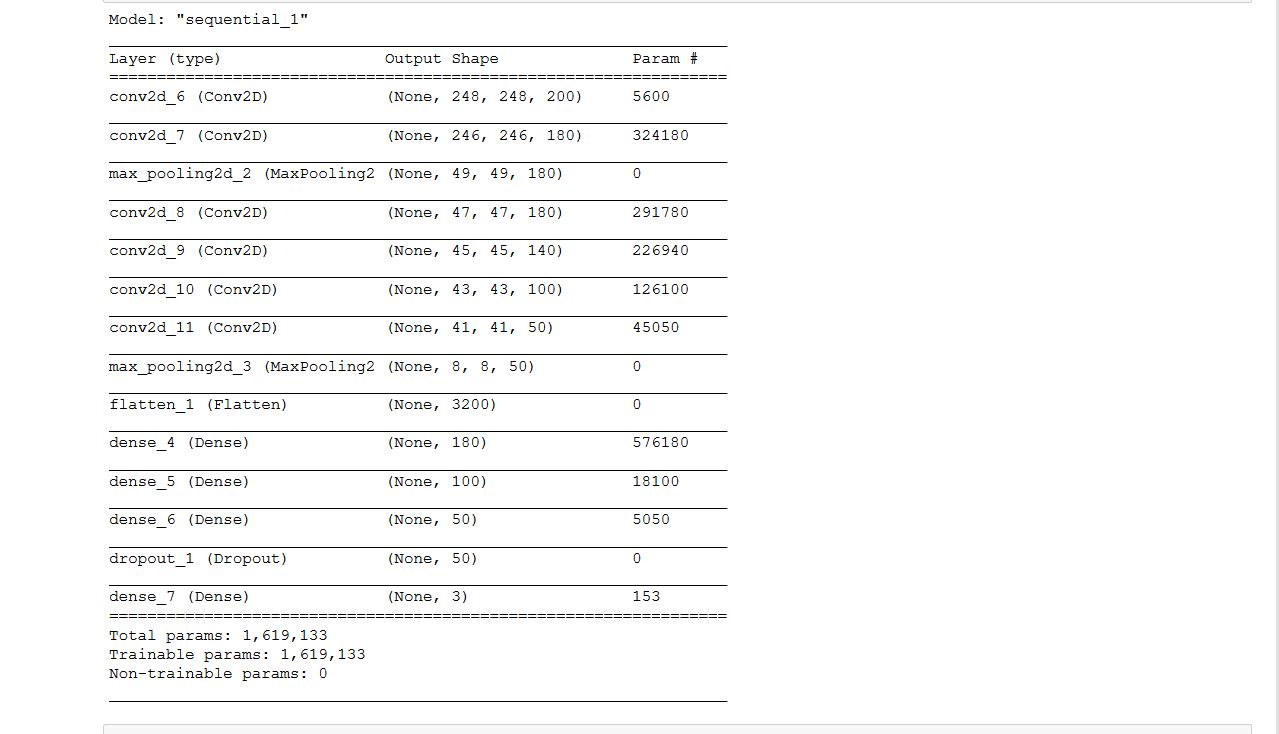 Model: "sequential_1"
Layer (type) Output Shape Param #
conv2d_6 (Conv2D) (None, 248, 248, 200) 5600
conv2d_7 (Conv2D) (None, 246, 246, 180) 324180
max_pooling2d_2 (MaxPooling2 (None, 49, 49, 180) 0
conv2d_8 (Conv2D) (None, 47, 47, 180) 291780
conv2d_9 (Conv2D) (None, 45, 45, 140) 226940
conv2d_10 (Conv2D) (None, 43, 43, 100) 126100
conv2d_11 (Conv2D) (None, 41, 41, 50) 45050
max_pooling2d_3 (MaxPooling2 (None, 8, 8, 50) 0
flatten_1 (Flatten) (None, 3200) 0
dense_4 (Dense) (None, 180) 576180
dense_5 (Dense) (None, 100) 18100
dense_6 (Dense) (None, 50) 5050
dropout_1 (Dropout) (None, 50) 0
dense_7 (Dense) (None, 3) 153
Total params: 1,619,133
Trainable params: 1,619,133
Non-trainable params: 0